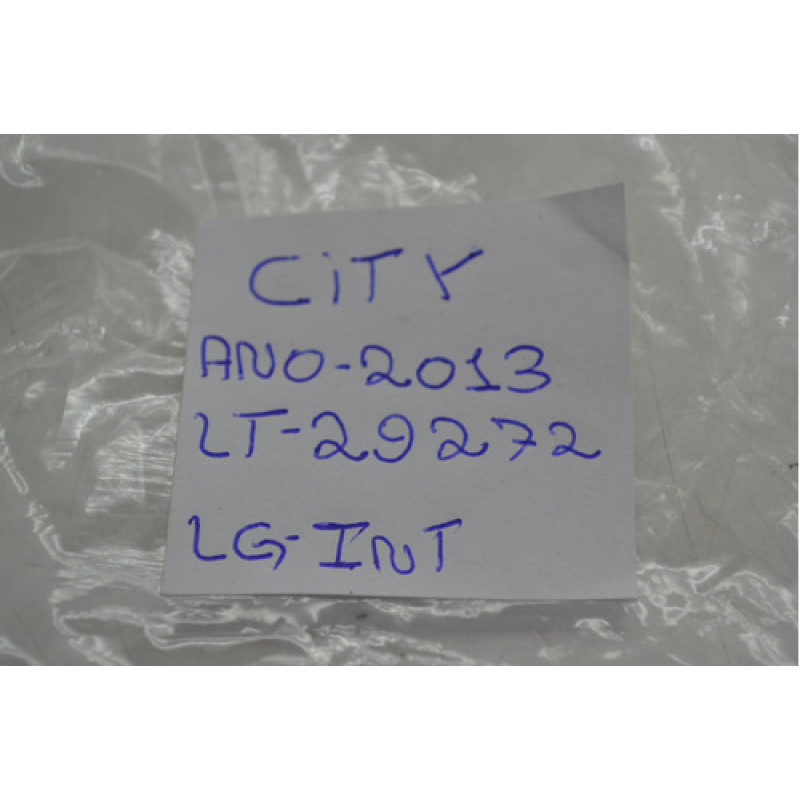 CiTY
ANO-2013
LT-29272
LG-INT